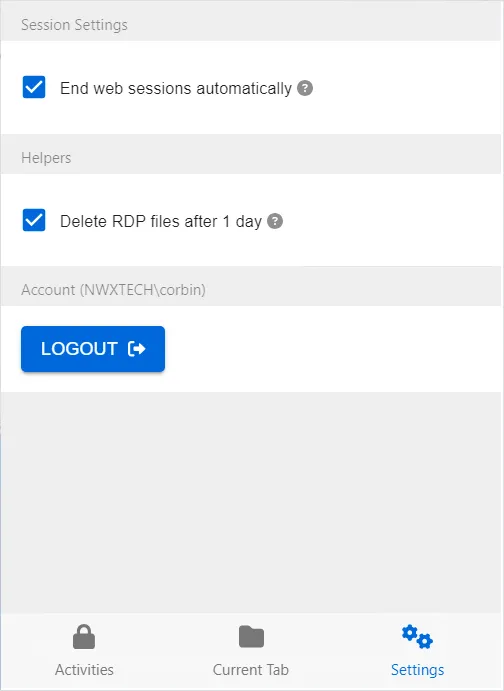 Session Settings
End web sessions automatically ?
Helpers
Delete RDP files after 1 day ?
Account (NWXTECH\corbin)
LOGOUT
Activities
Current Tab
Settings